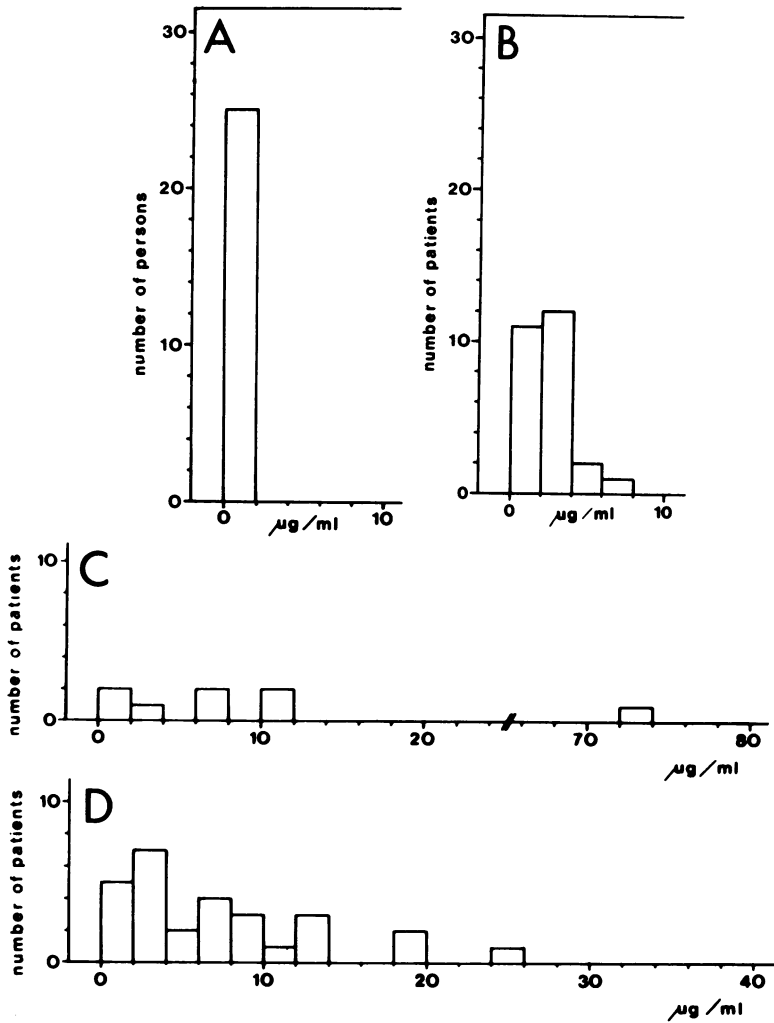 A
30
20
10
0
number of persons
0 10
µg/ml
B
30
20
10
0
number of patients
0 10
µg/ml
C
10
0
number of patients
0 10 20 70 80
µg/ml
D
10
0
number of patients
0 10 20 30 40
µg/ml